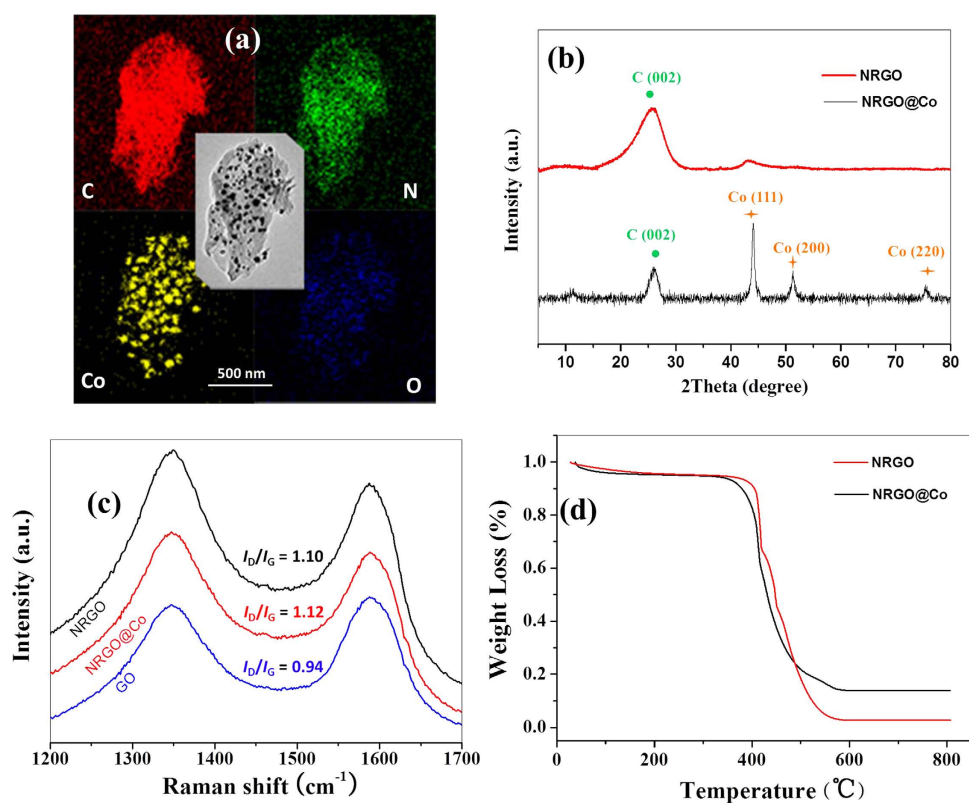 (a)
C
N
Co
500 nm
O
(b)
NRGO
NRGO@Co
C (002)
C (002)
Co (111)
Co (200)
Co (220)
Intensity (a.u.)
10 20 30 40 50 60 70 80
2Theta (degree)
(c)
I_D/I_G = 1.10
I_D/I_G = 1.12
I_D/I_G = 0.94
NRGO
NRGO@Co
GO
Intensity (a.u.)
1200 1300 1400 1500 1600 1700
Raman shift (cm⁻¹)
(d)
NRGO
NRGO@Co
Weight Loss (%)
1.0
0.8
0.6
0.4
0.2
0.0
0 200 400 600 800
Temperature (℃)